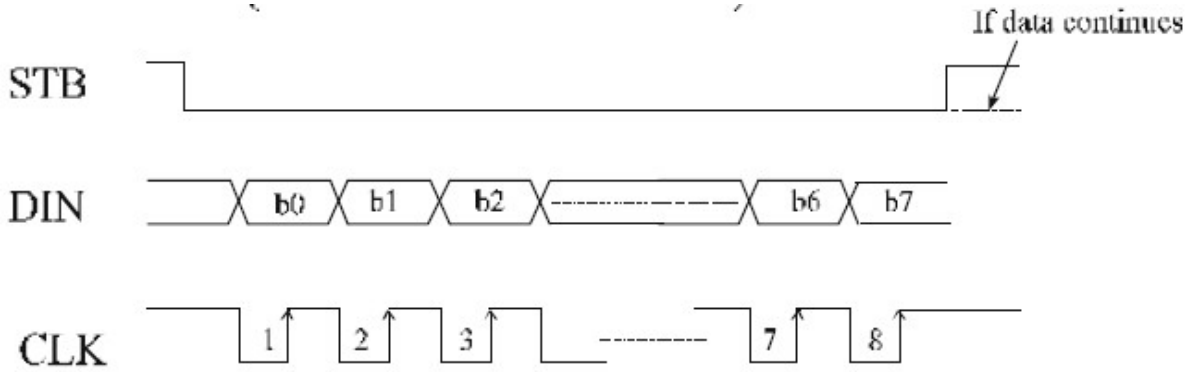 If data continues
STB
DIN b0 b1 b2 b6 b7
CLK 1 2 3 7 8